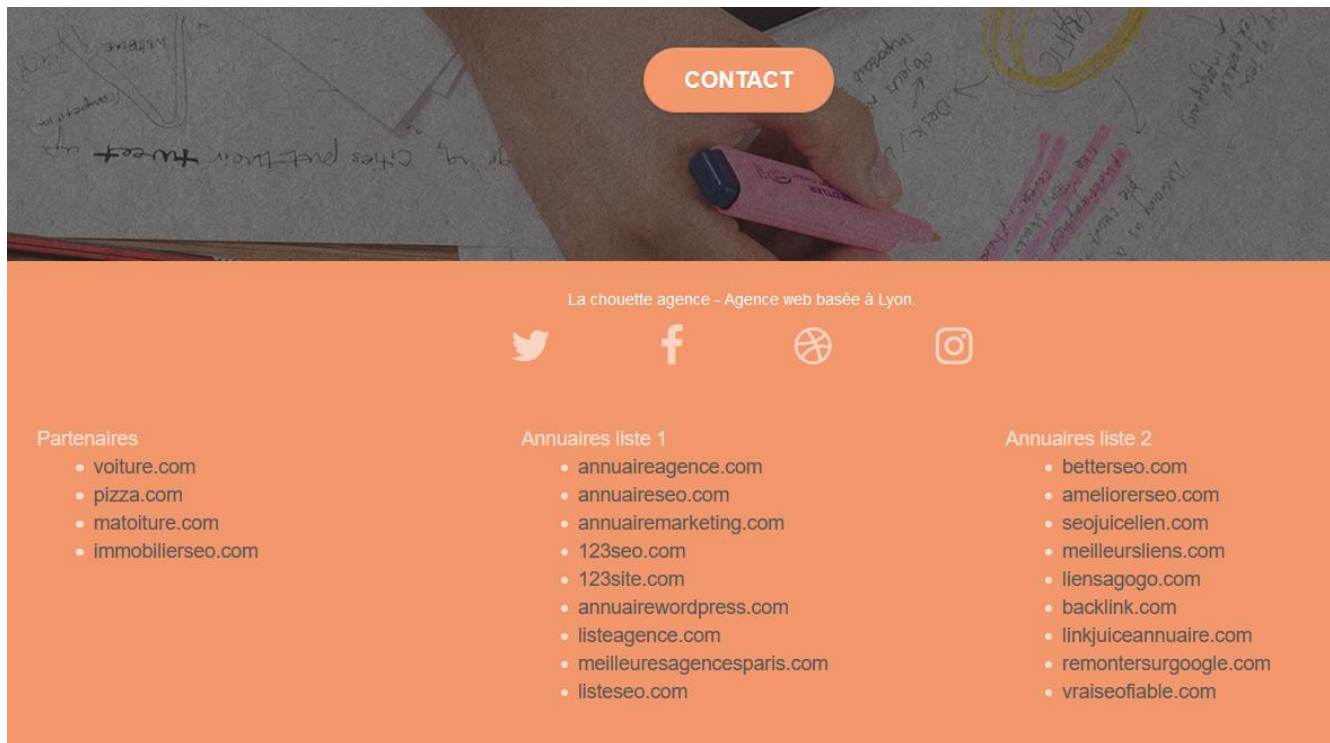 CONTACT
tweet
La chouette agence - Agence web basée à Lyon.
Partenaires
voiture.com
pizza.com
matoiture.com
immobilierseo.com
Annuaires liste 1
annuaireagence.com
annuaireseo.com
annuairemarketing.com
123seo.com
123site.com
annuairewordpress.com
listeagence.com
meilleuresagencesparis.com
listeseo.com
Annuaires liste 2
betterseo.com
ameliorerseo.com
seojuicelien.com
meilleursliens.com
liensagogo.com
backlink.com
linkjuiceannuaire.com
remontersurgoogle.com
vraiseofiable.com